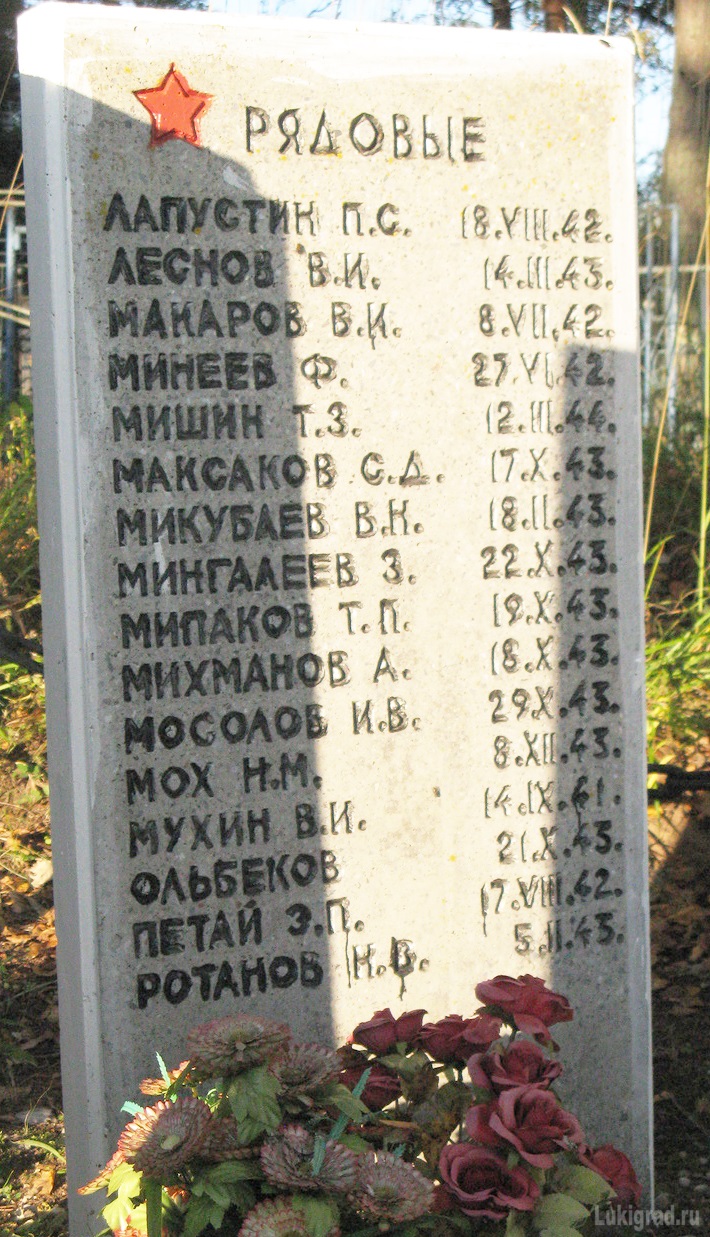 РЯДОВЫЕ
ЛАПУСТИН П.С. 18.VIII.42.
ЛЕСНОВ В.И. 14.III.43.
МАКАРОВ В.И. 8.VII.42.
МИНЕЕВ Ф. 27.VI.42.
МИШИН Т.З. 12.III.44.
МАКСАКОВ С.Д. 17.X.43.
МИКУБАЕВ В.Н. 18.II.43.
МИНГАЛЕЕВ З. 22.X.43.
МИПАКОВ Т.П. 19.X.43.
МИХМАНОВ А. 18.X.43.
МОСОЛОВ И.В. 29.X.43.
МОХ Н.М. 8.XII.43.
МУХИН В.И. 14.IX.41.
ОЛЬБЕКОВ 21.X.43.
ПЕТАЙ Э.П. 17.VIII.42.
РОТАНОВ Н.В. 5.II.43.
Lukigrad.ru